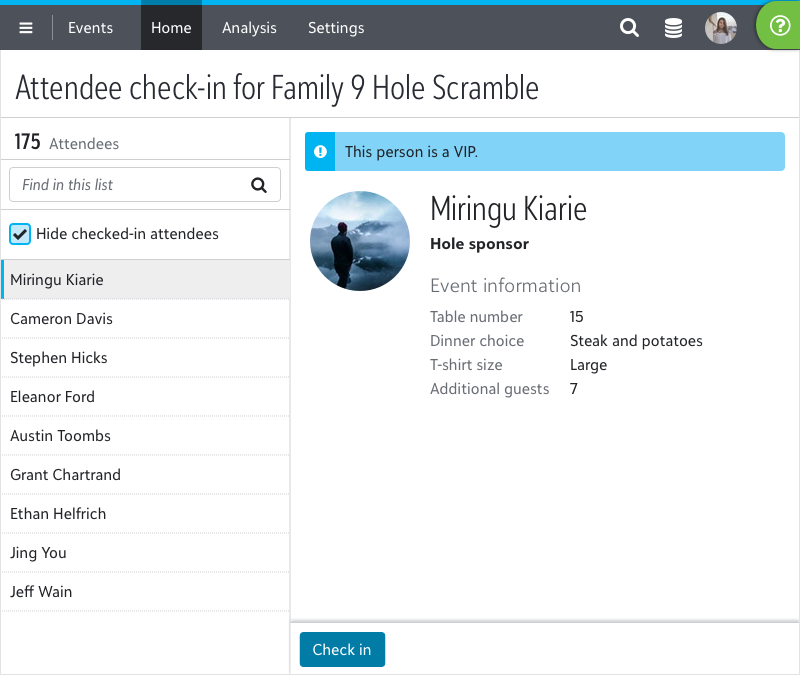 Events Home Analysis Settings
Attendee check-in for Family 9 Hole Scramble
175 Attendees
Find in this list
Hide checked-in attendees
Miringu Kiarie
Cameron Davis
Stephen Hicks
Eleanor Ford
Austin Toombs
Grant Chartrand
Ethan Helfrich
Jing You
Jeff Wain
This person is a VIP.
Miringu Kiarie
Hole sponsor
Event information
Table number 15
Dinner choice Steak and potatoes
T-shirt size Large
Additional guests 7
Check in